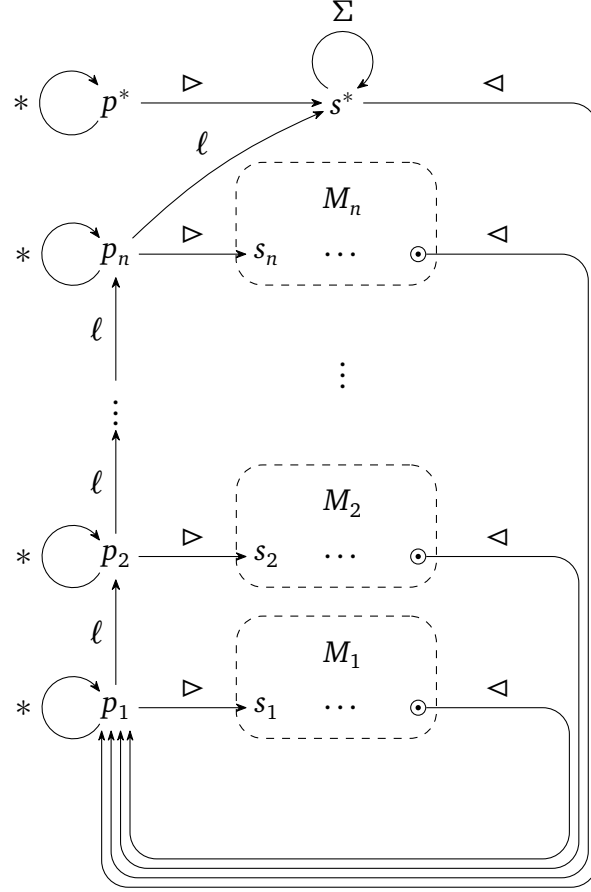 Σ
* p* ▷ s* ◁
ℓ
M_n
* p_n ▷ s_n ⋯ ◁
ℓ
⋮ ⋮
ℓ
M_2
* p_2 ▷ s_2 ⋯ ◁
ℓ
M_1
* p_1 ▷ s_1 ⋯ ◁